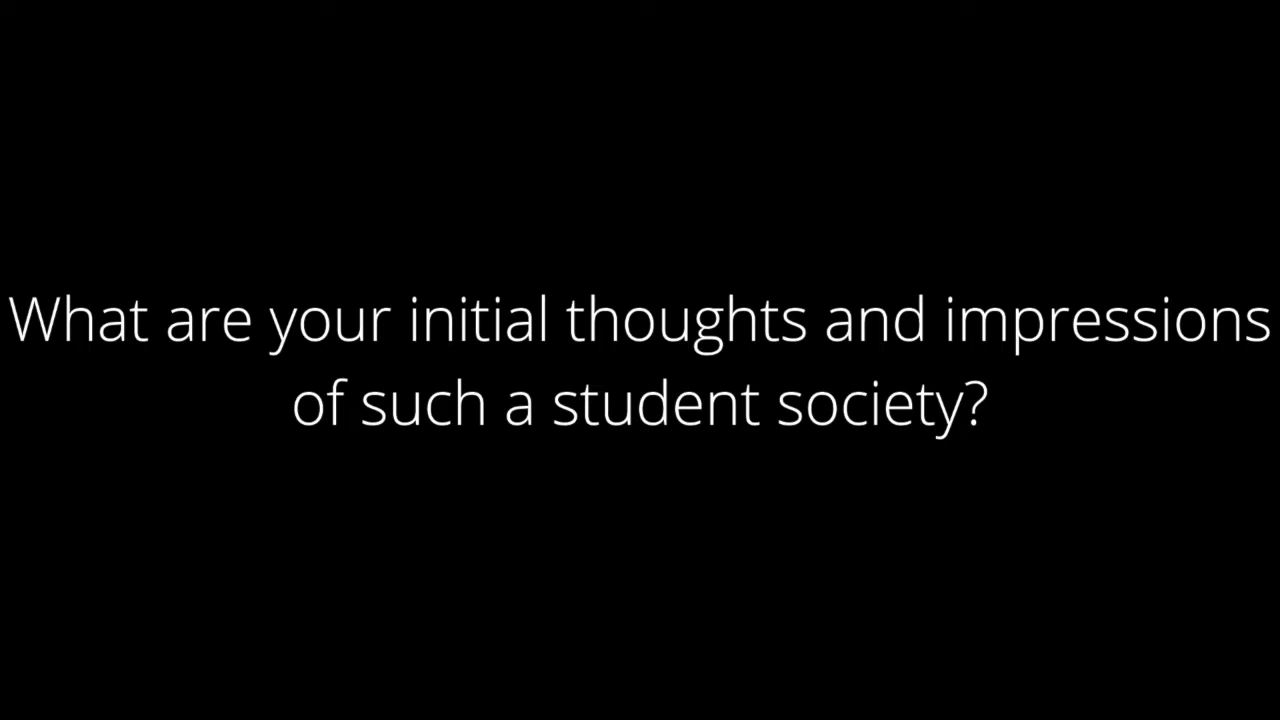 What are your initial thoughts and impressions
of such a student society?